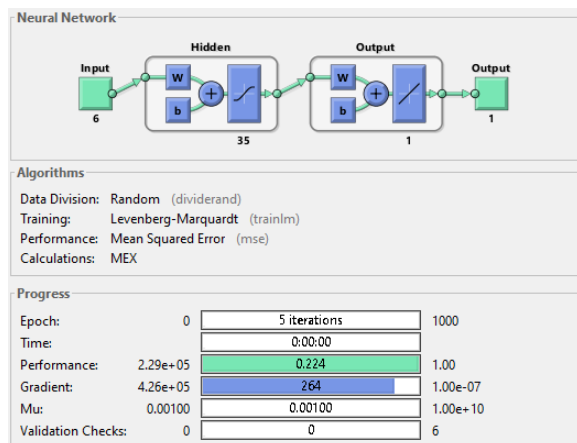 Neural Network
Hidden
Output
Input
W
b
+
W
b
+
Output
6
35
1
1
Algorithms
Data Division: Random (dividerand)
Training: Levenberg-Marquardt (trainlm)
Performance: Mean Squared Error (mse)
Calculations: MEX
Progress
Epoch: 0 5 iterations 1000
Time: 0:00:00
Performance: 2.29e+05 0.224 1.00
Gradient: 4.26e+05 264 1.00e-07
Mu: 0.00100 0.00100 1.00e+10
Validation Checks: 0 0 6